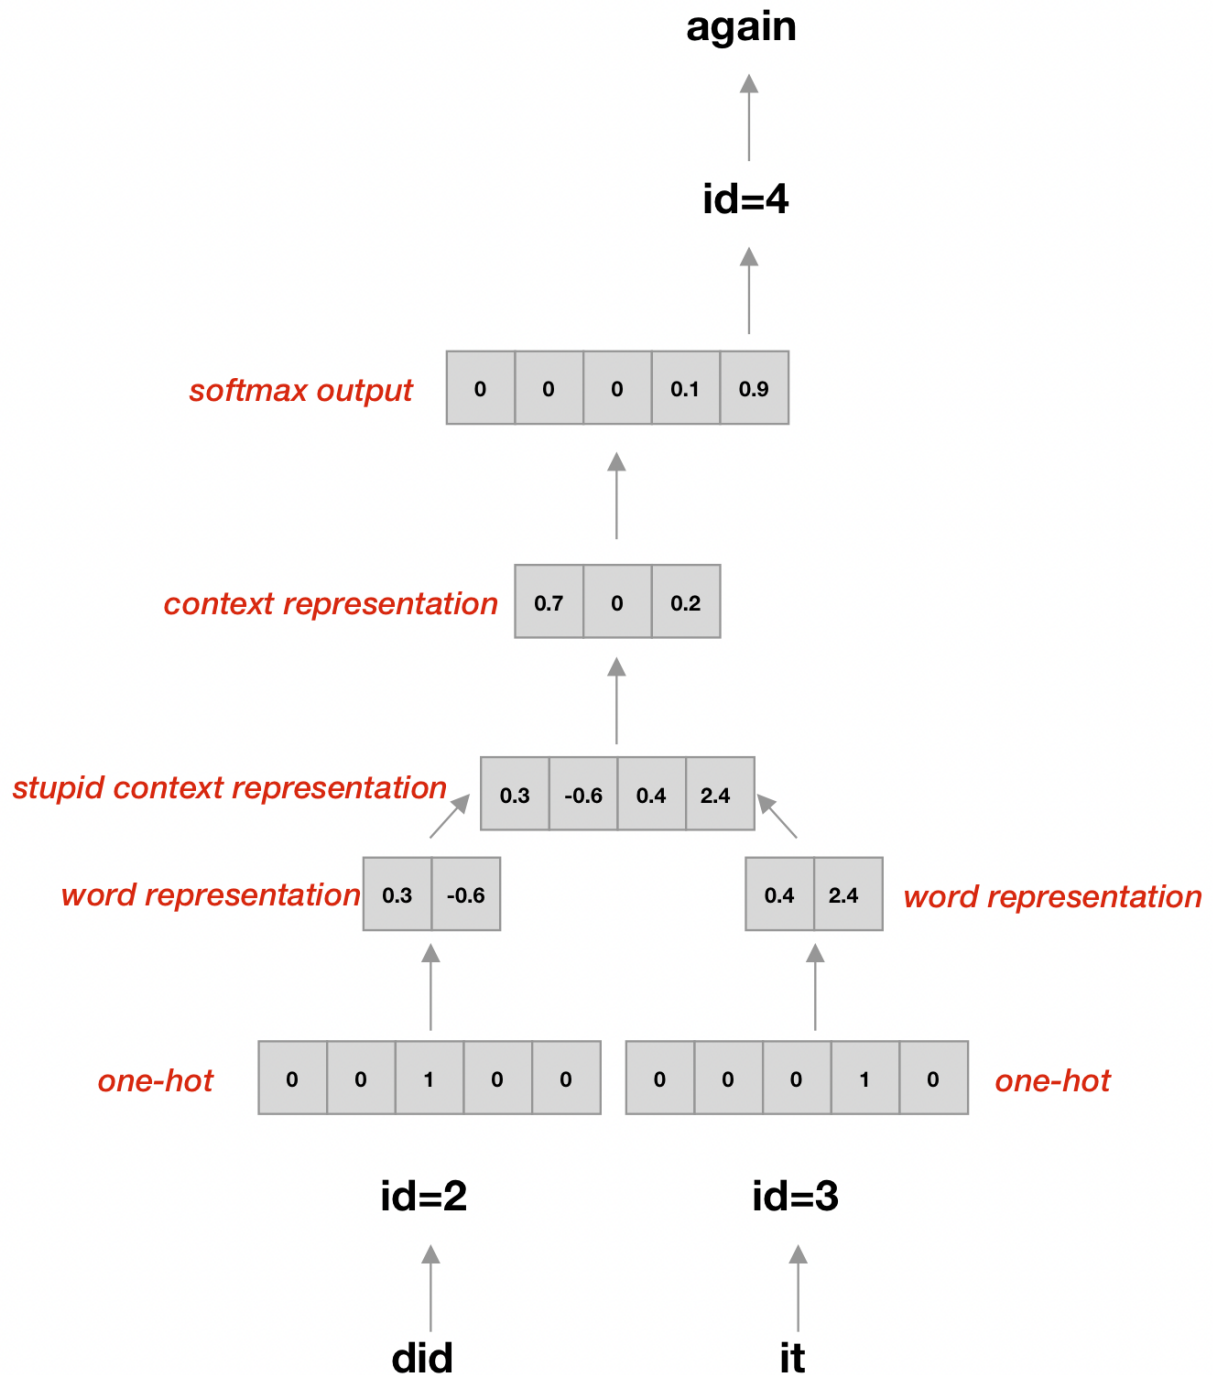 again
id=4
softmax output 0 0 0 0.1 0.9
context representation 0.7 0 0.2
stupid context representation 0.3 -0.6 0.4 2.4
word representation 0.3 -0.6 0.4 2.4 word representation
one-hot 0 0 1 0 0 0 0 0 1 0 one-hot
id=2 id=3
did it